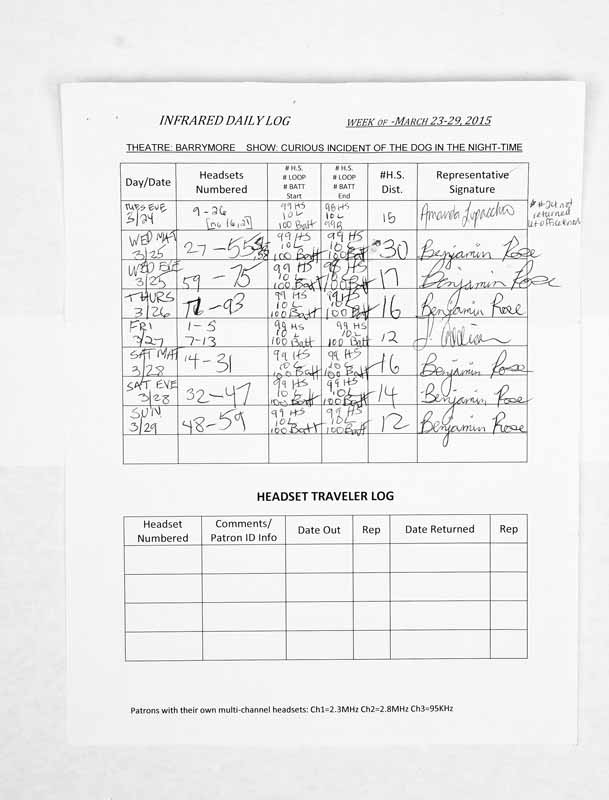 INFRARED DAILY LOG WEEK OF -MARCH 23-29, 2015
THEATRE: BARRYMORE SHOW: CURIOUS INCIDENT OF THE DOG IN THE NIGHT-TIME
Day/Date Headsets Numbered # H.S. # LOOP # BATT Start # H.S. # LOOP # BATT End #H.S. Dist. Representative Signature
TUES EVE 3/24 9-26 [no 16, 21] 99 HS 10 L 100 Batt 98 HS 10 L 99B 15 Amanda
# 24 not
returned
WED MAT 3/25 27-55 99 HS 10 L 100 Batt 99 HS 10 L 100 Batt 30 Benjamin Rose
WED EVE 3/25 59-75 99 HS 10 L 100 Batt 99 HS 10 L 100 Batt 17 Benjamin Rose
THURS 3/26 76-93 99 HS 10 L 100 Batt 99 HS 10 L 100 Batt 16 Benjamin Rose
FRI 3/27 1-5 7-13 99 HS 10 L 100 Batt 99 HS 10 L 100 Batt 12
SAT MAT 3/28 14-31 99 HS 10 L 100 Batt 99 HS 10 L 100 Batt 16 Benjamin Rose
SAT EVE 3/28 32-47 99 HS 10 L 100 Batt 99 HS 10 L 100 Batt 14 Benjamin Rose
SUN 3/29 48-59 99 HS 10 L 100 Batt 99 HS 10 L 100 Batt 12 Benjamin Rose
HEADSET TRAVELER LOG
Headset Numbered Comments/ Patron ID Info Date Out Rep Date Returned Rep
Patrons with their own multi-channel headsets: Ch1=2.3MHz Ch2=2.8MHz Ch3=95KHz